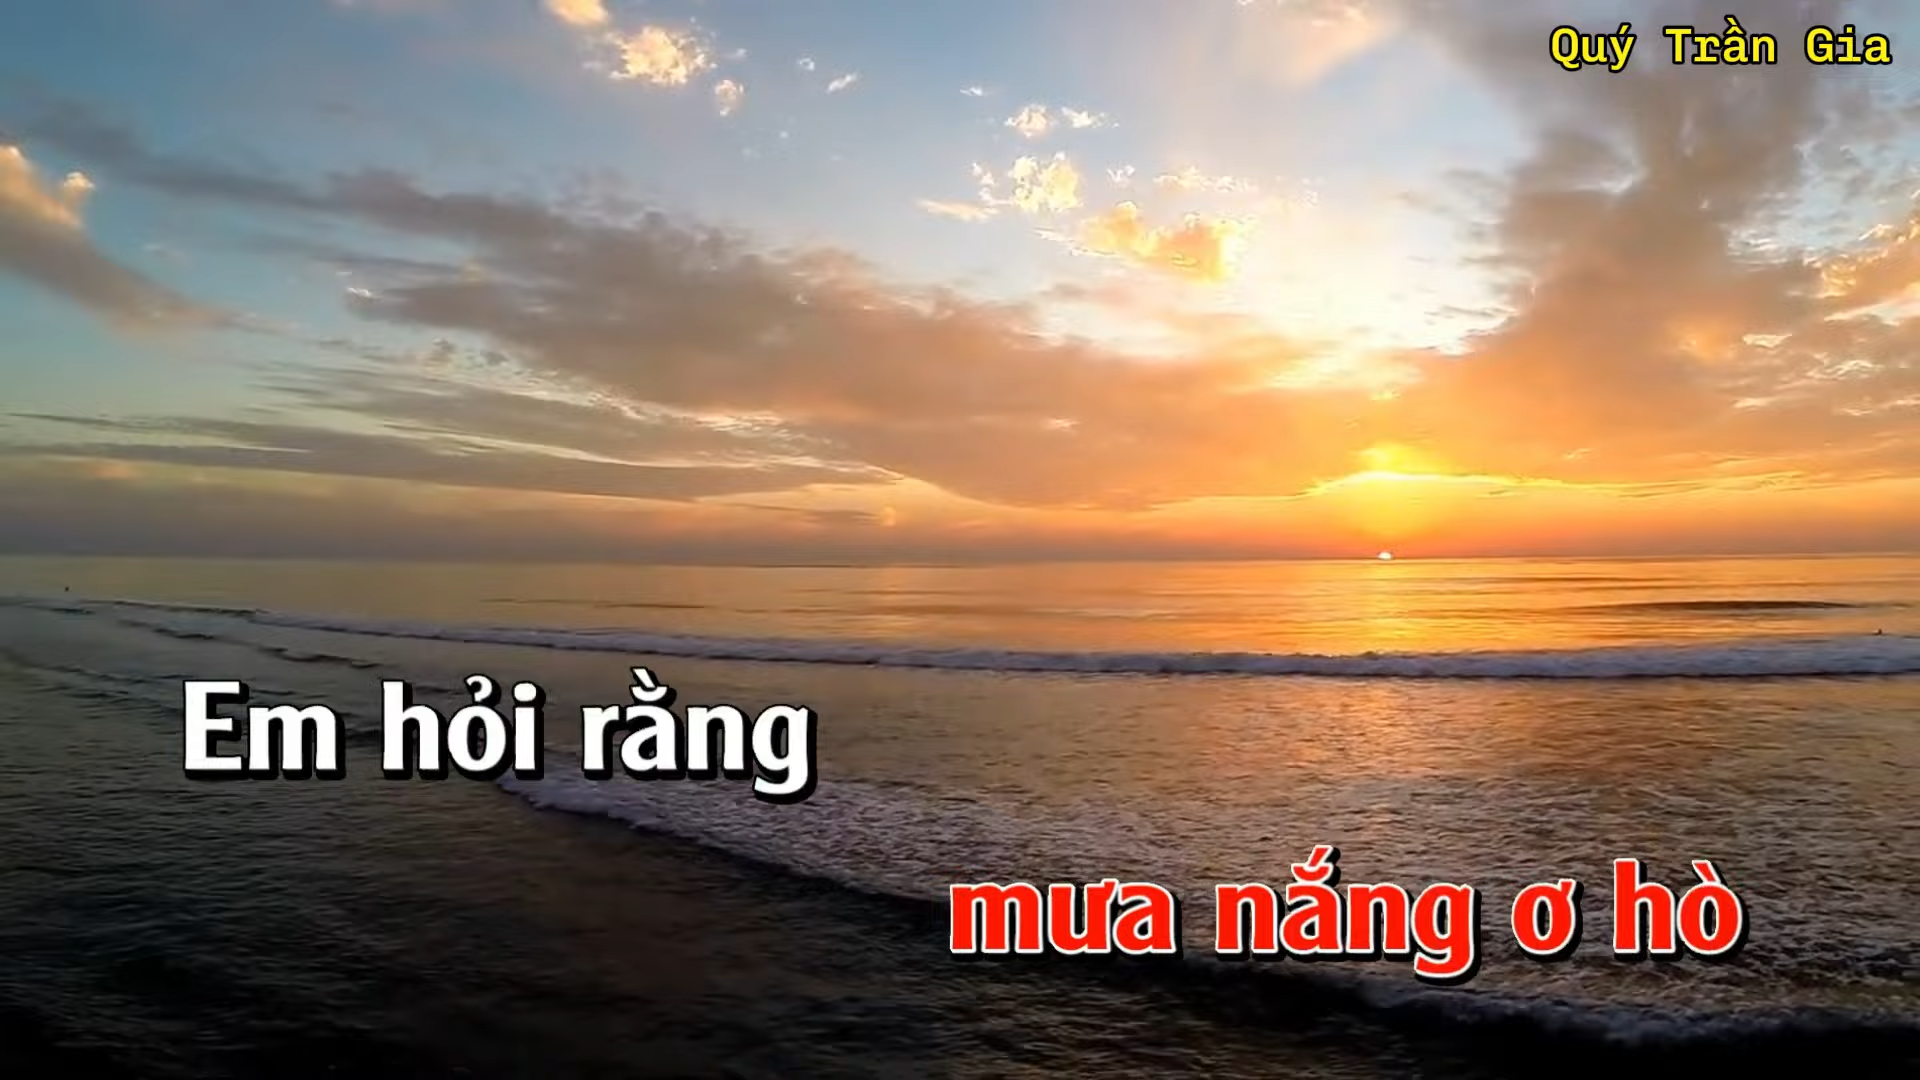 Quý Trần Gia
Em hỏi rằng
mưa nắng ơ hò